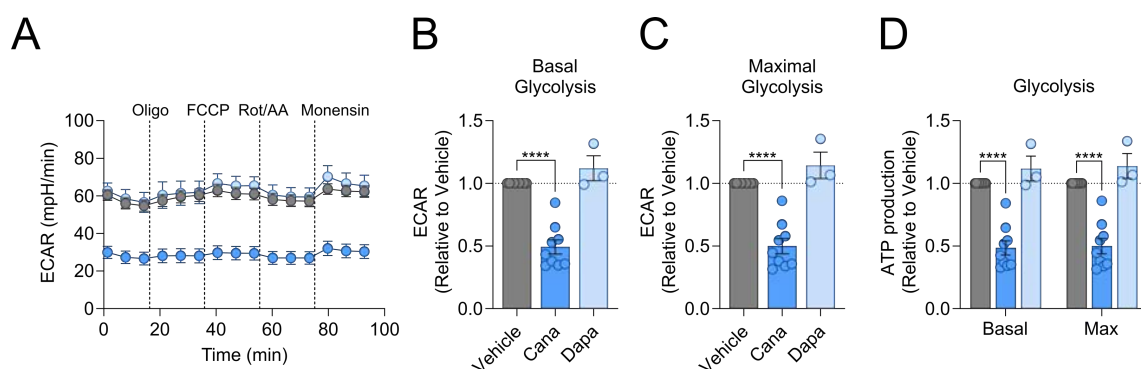 A
Oligo FCCP Rot/AA Monensin
100
80
60
40
20
0
ECAR (mpH/min)
0 20 40 60 80 100
Time (min)
B
Basal
Glycolysis
ECAR
(Relative to Vehicle)
1.5
1.0
0.5
0.0
****
Vehicle Cana Dapa
C
Maximal
Glycolysis
ECAR
(Relative to Vehicle)
1.5
1.0
0.5
0.0
****
Vehicle Cana Dapa
D
Glycolysis
ATP production
(Relative to Vehicle)
1.5
1.0
0.5
0.0
**** ****
Basal Max